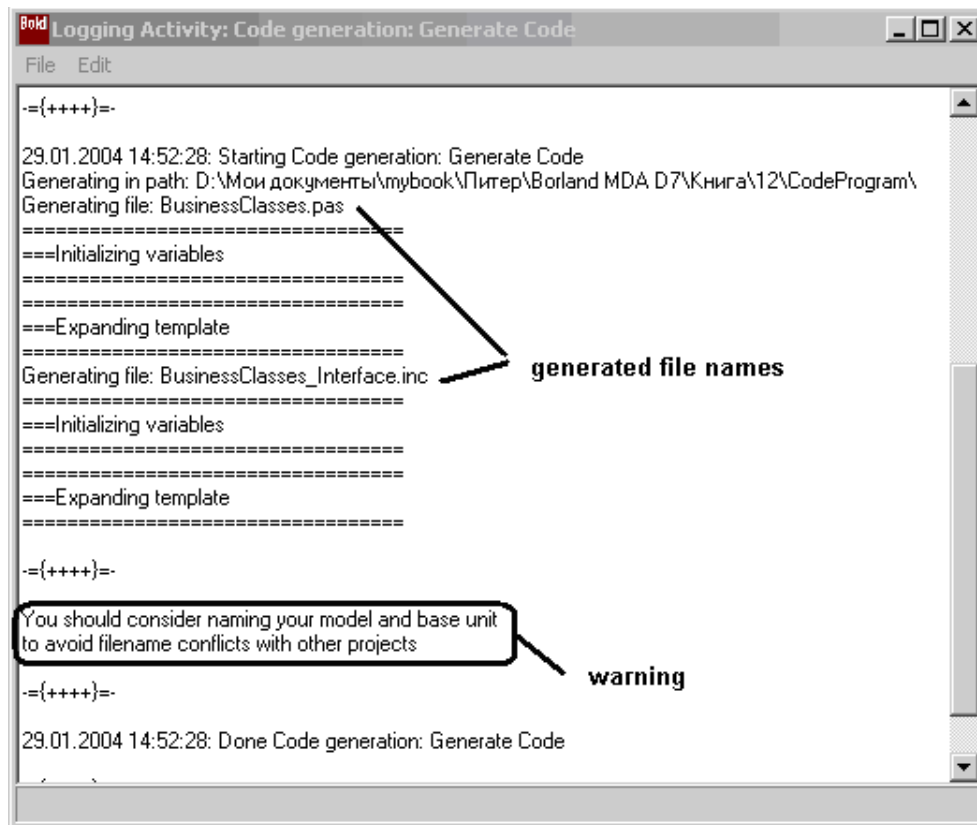 Bold Logging Activity: Code generation: Generate Code
File Edit
-={++++}=-
29.01.2004 14:52:28: Starting Code generation: Generate Code
Generating in path: D:\Мои документы\mybook\Питер\Borland MDA D7\Книга\12\CodeProgram\
Generating file: BusinessClasses.pas
==================================
===Initializing variables
==================================
==================================
===Expanding template
==================================
Generating file: BusinessClasses_Interface.inc
generated file names
==================================
===Initializing variables
==================================
==================================
===Expanding template
==================================
-={++++}=-
You should consider naming your model and base unit
to avoid filename conflicts with other projects
warning
-={++++}=-
29.01.2004 14:52:28: Done Code generation: Generate Code